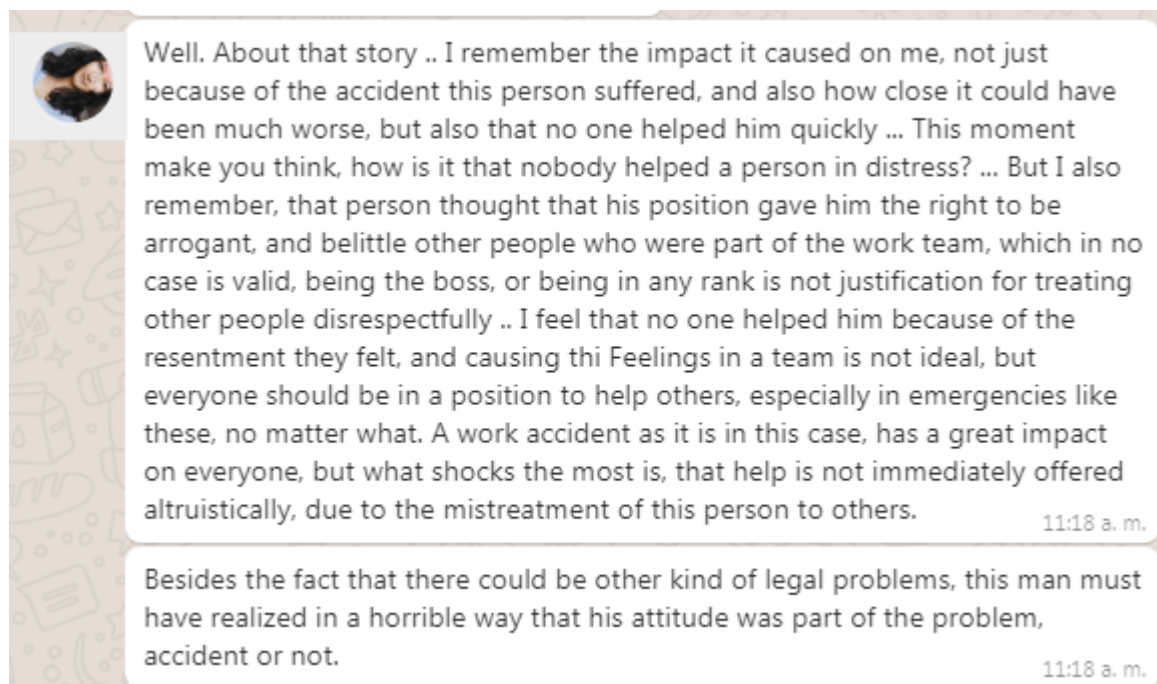 Well. About that story .. I remember the impact it caused on me, not just
because of the accident this person suffered, and also how close it could have
been much worse, but also that no one helped him quickly ... This moment
make you think, how is it that nobody helped a person in distress? ... But I also
remember, that person thought that his position gave him the right to be
arrogant, and belittle other people who were part of the work team, which in no
case is valid, being the boss, or being in any rank is not justification for treating
other people disrespectfully .. I feel that no one helped him because of the
resentment they felt, and causing thi Feelings in a team is not ideal, but
everyone should be in a position to help others, especially in emergencies like
these, no matter what. A work accident as it is in this case, has a great impact
on everyone, but what shocks the most is, that help is not immediately offered
altruistically, due to the mistreatment of this person to others.
11:18 a. m.
Besides the fact that there could be other kind of legal problems, this man must
have realized in a horrible way that his attitude was part of the problem,
accident or not.
11:18 a. m.